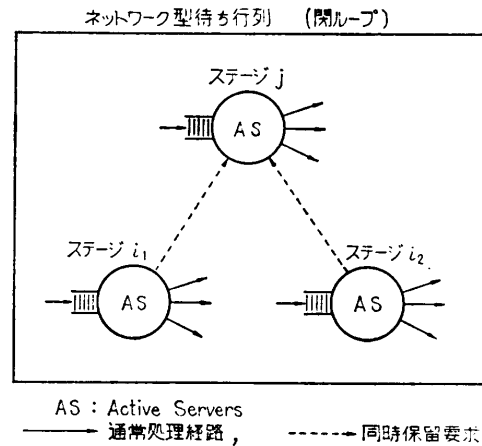 ネットワーク型待ち行列 (閉ループ)
ステージ j
AS
ステージ i₁
AS
ステージ i₂
AS
AS : Active Servers
通常処理経路, 同時保留要求